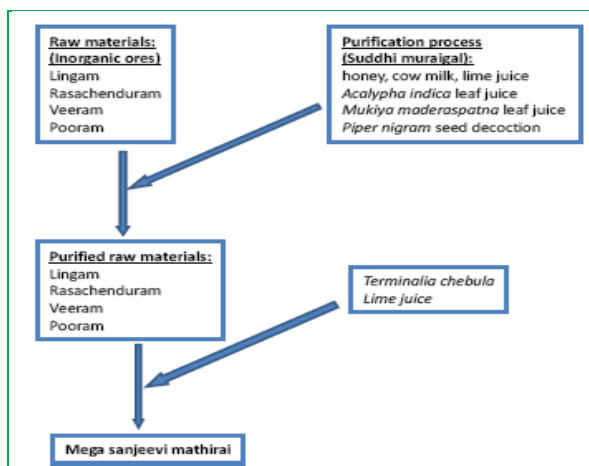 Raw materials:
(Inorganic ores)
Lingam
Rasachenduram
Veeram
Pooram
Purification process
(Suddhi muraigal):
honey, cow milk, lime juice
Acalypha indica leaf juice
Mukiya maderaspatna leaf juice
Piper nigram seed decoction
Purified raw materials:
Lingam
Rasachenduram
Veeram
Pooram
Terminalia chebula
Lime juice
Mega sanjeevi mathirai